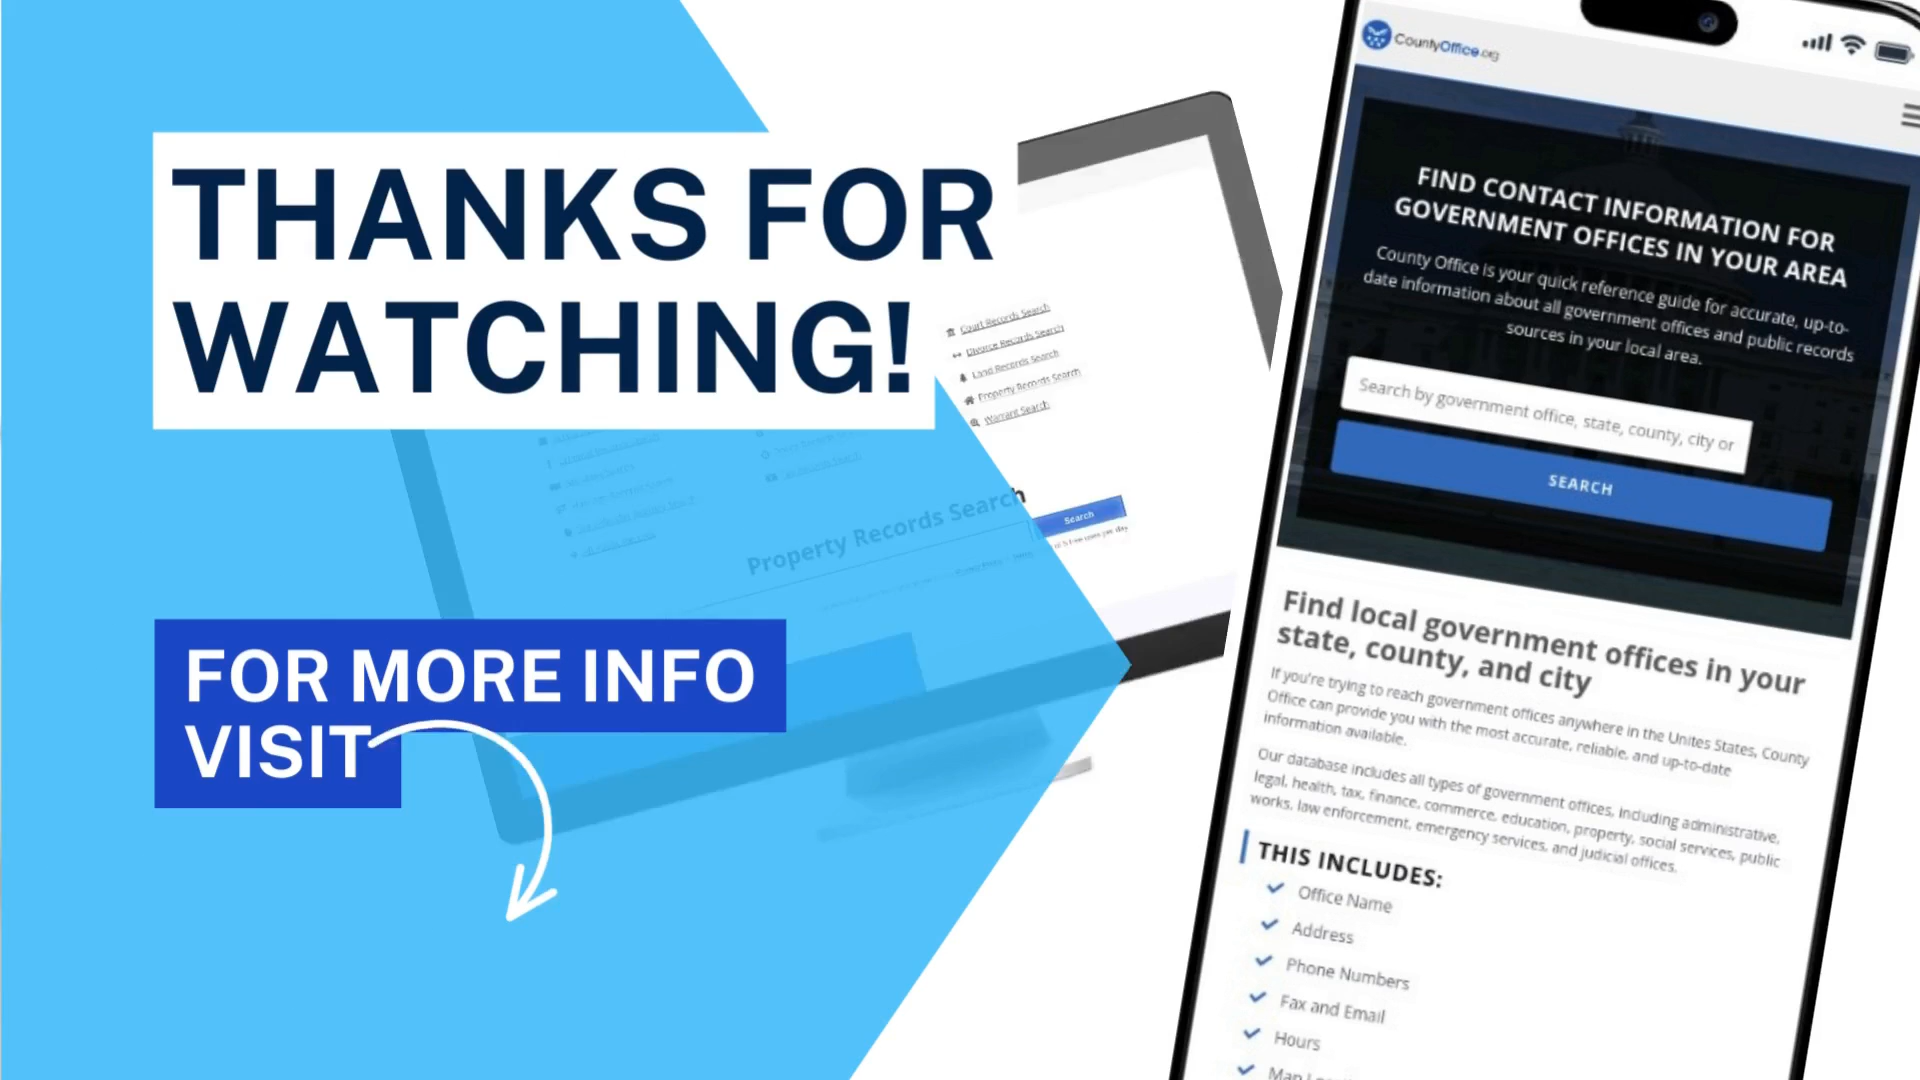 THANKS FOR
WATCHING!
FOR MORE INFO
VISIT
Court Records Search
Divorce Records Search
Land Records Search
Property Records Search
Warrant Search
Property Records Search
Search
of 5 free uses per day
CountyOffice.org
FIND CONTACT INFORMATION FOR
GOVERNMENT OFFICES IN YOUR AREA
County Office is your quick reference guide for accurate, up-to-
date information about all government offices and public records
sources in your local area.
Search by government office, state, county, city or
SEARCH
Find local government offices in your
state, county, and city
If you're trying to reach government offices anywhere in the Unites States, County
Office can provide you with the most accurate, reliable, and up-to-date
information available.
Our database includes all types of government offices, including administrative,
legal, health, tax, finance, commerce, education, property, social services, public
works, law enforcement, emergency services, and judicial offices.
THIS INCLUDES:
Office Name
Address
Phone Numbers
Fax and Email
Hours
Map